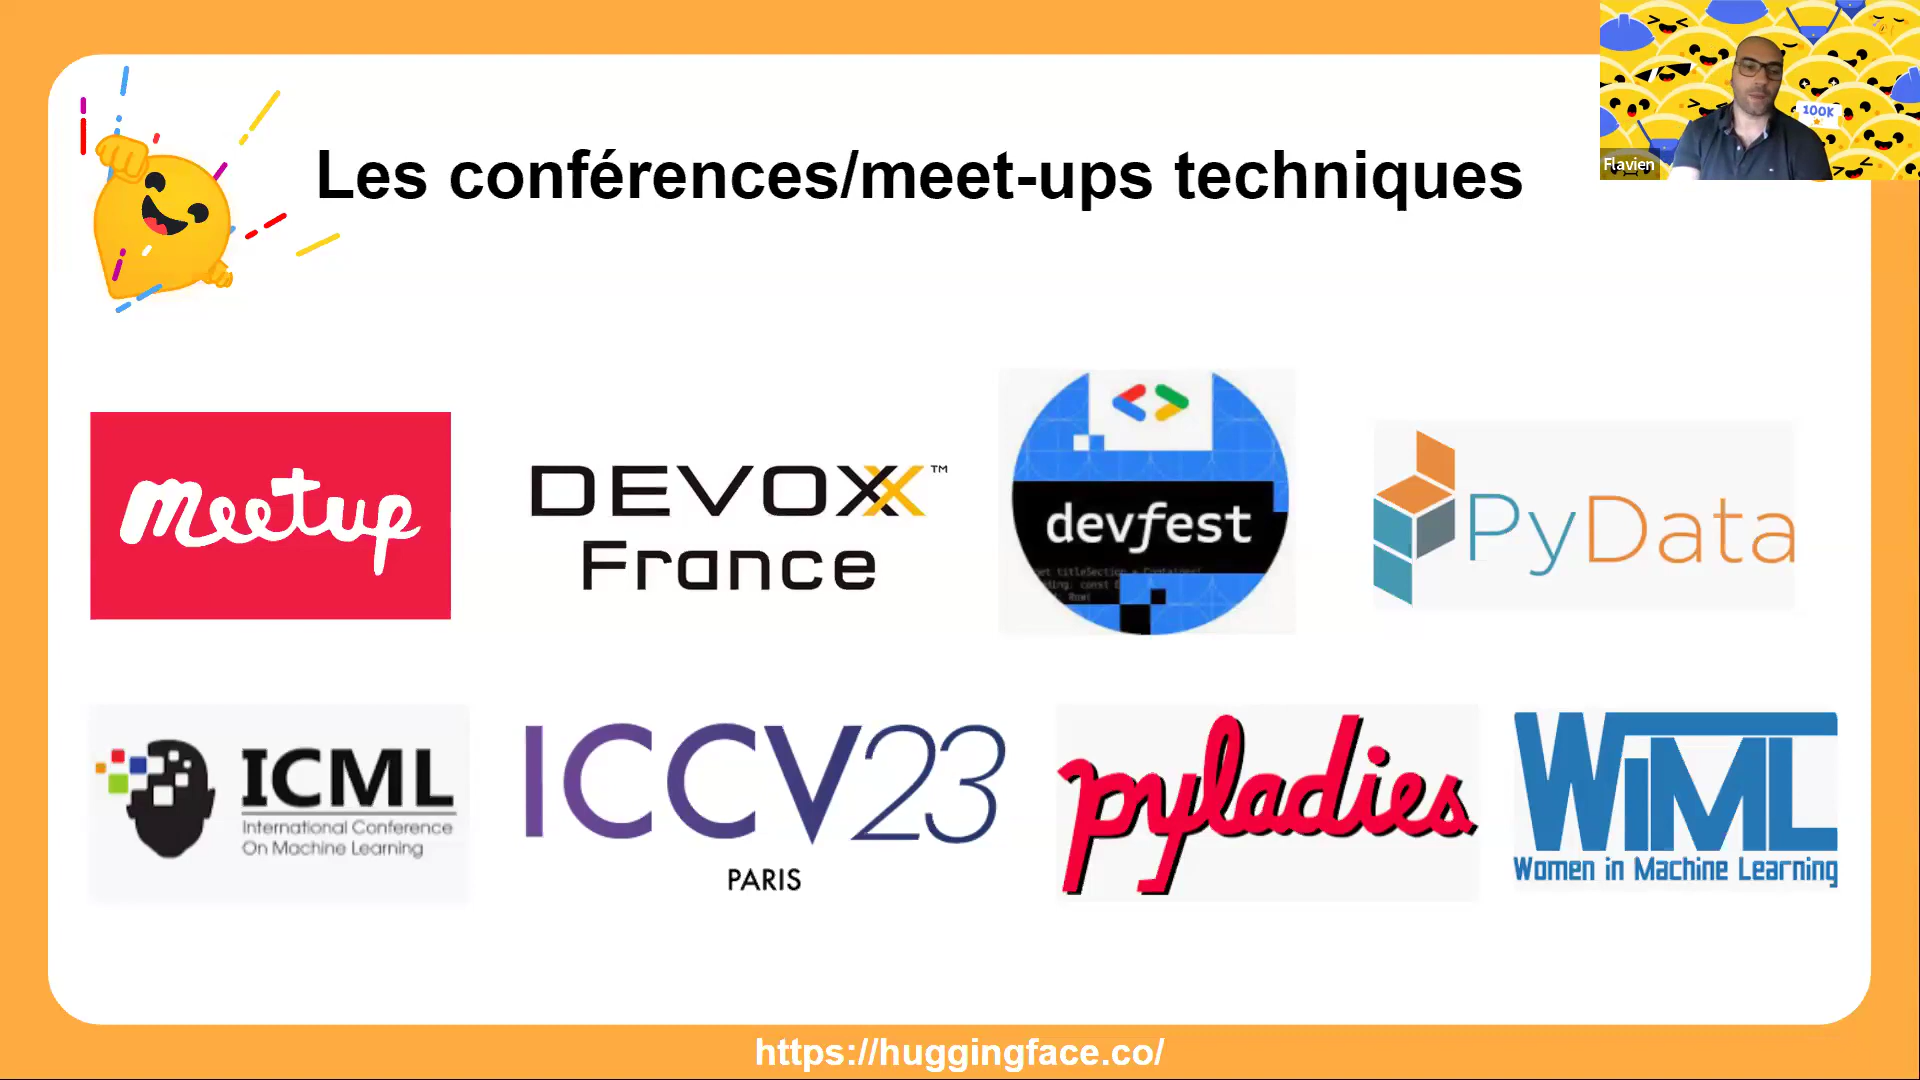 Les conférences/meet-ups techniques
100K
Flavien
meetup
DEVOXX™
France
devfest
PyData
ICML
International Conference
On Machine Learning
ICCV23
PARIS
pyladies
WiML
Women in Machine Learning
https://huggingface.co/